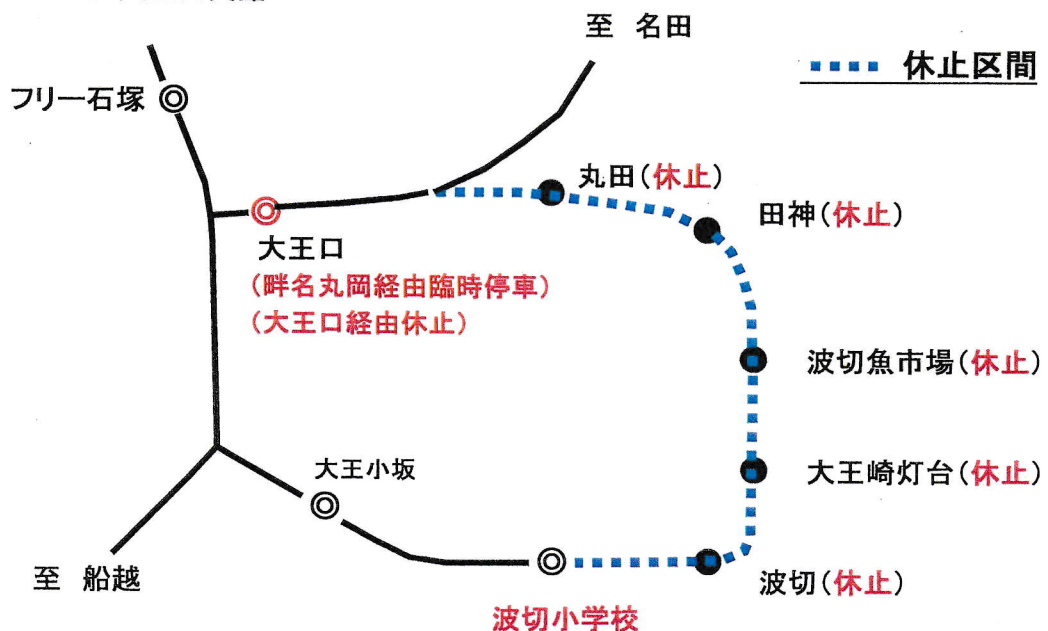 至 名田
休止区間
フリー石塚
丸田(休止)
田神(休止)
大王口
(畔名丸岡経由臨時停車)
(大王口経由休止)
波切魚市場(休止)
大王小坂
大王崎灯台(休止)
至 船越
波切(休止)
波切小学校